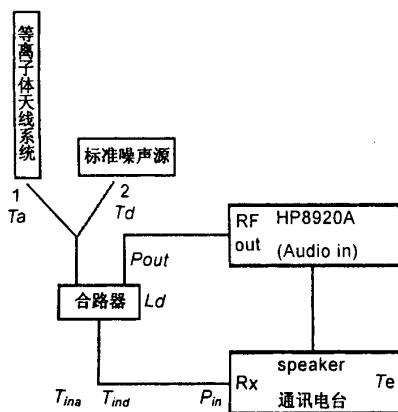 等离子体天线系统
标准噪声源
1
Ta
2
Td
RF out
HP8920A
(Audio in)
Pout
合路器
Ld
speaker
Rx
Te
通讯电台
Tina
Tind
Pin